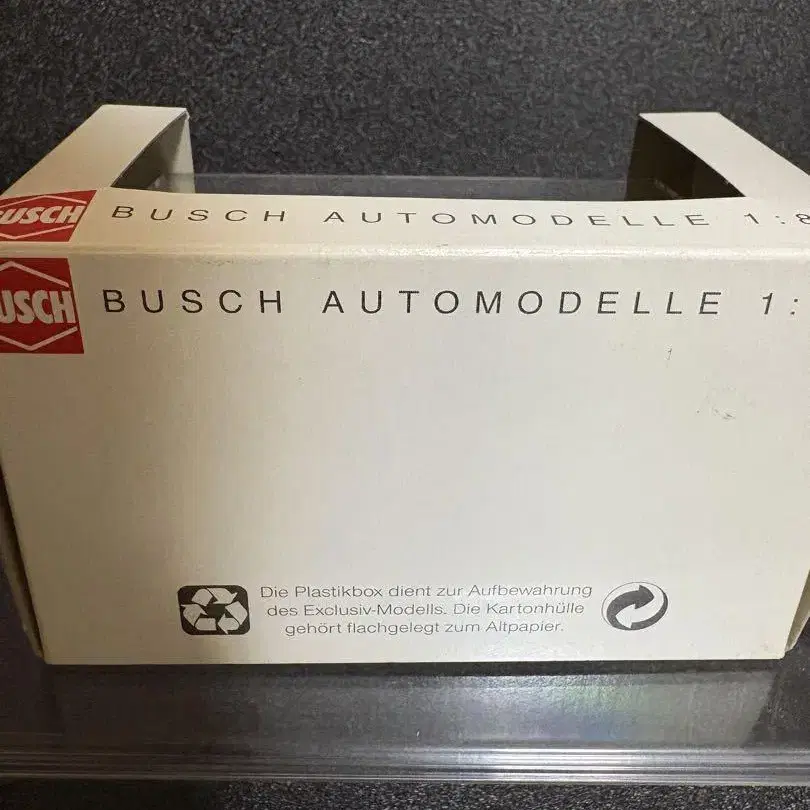 BUSCH BUSCH AUTOMODELLE 1:8
BUSCH BUSCH AUTOMODELLE 1:
Die Plastikbox dient zur Aufbewahrung
des Exclusiv-Modells. Die Kartonhülle
gehört flachgelegt zum Altpapier.